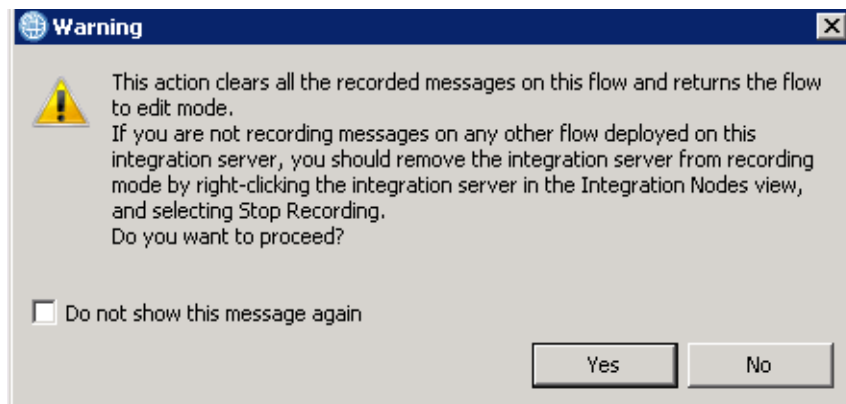 Warning
This action clears all the recorded messages on this flow and returns the flow
to edit mode.
If you are not recording messages on any other flow deployed on this
integration server, you should remove the integration server from recording
mode by right-clicking the integration server in the Integration Nodes view,
and selecting Stop Recording.
Do you want to proceed?
Do not show this message again
Yes No